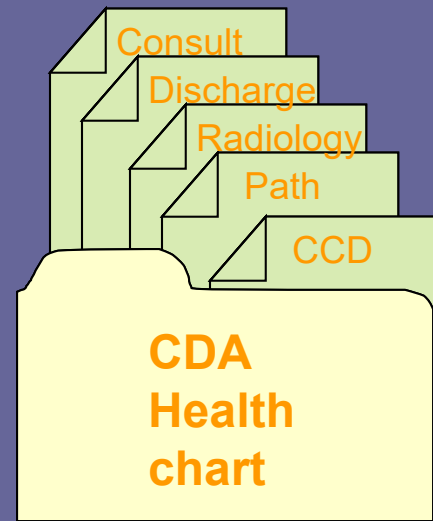 Consult
Discharge
Radiology
Path
CCD
CDA
Health
chart